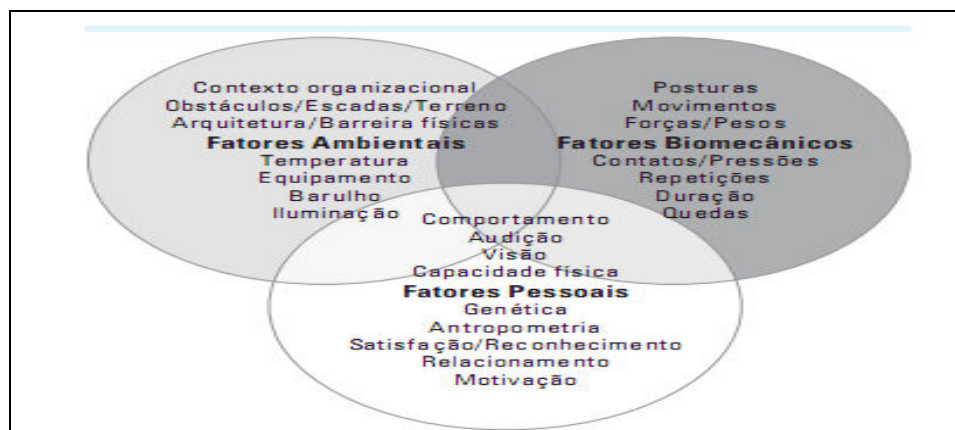 Contexto organizacional
Obstáculos/Escadas/Terreno
Arquitetura/Barreira físicas
Fatores Ambientais
Temperatura
Equipamento
Barulho
Iluminação
Posturas
Movimentos
Forças/Pesos
Fatores Biomecânicos
Contatos/Pressões
Repetições
Duração
Quedas
Comportamento
Audição
Visão
Capacidade física
Fatores Pessoais
Genética
Antropometria
Satisfação/Reconhecimento
Relacionamento
Motivação